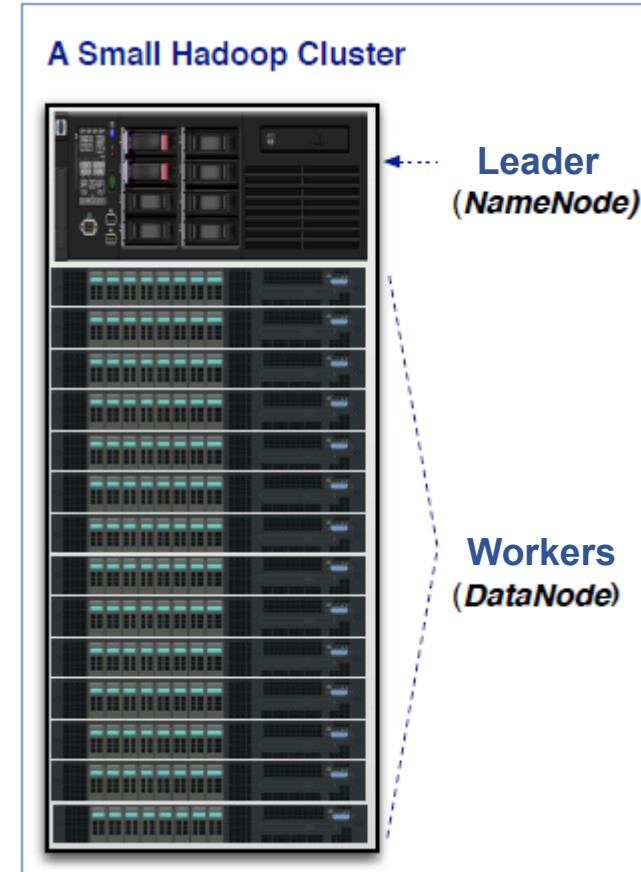 A Small Hadoop Cluster
Leader
(NameNode)
Workers
(DataNode)